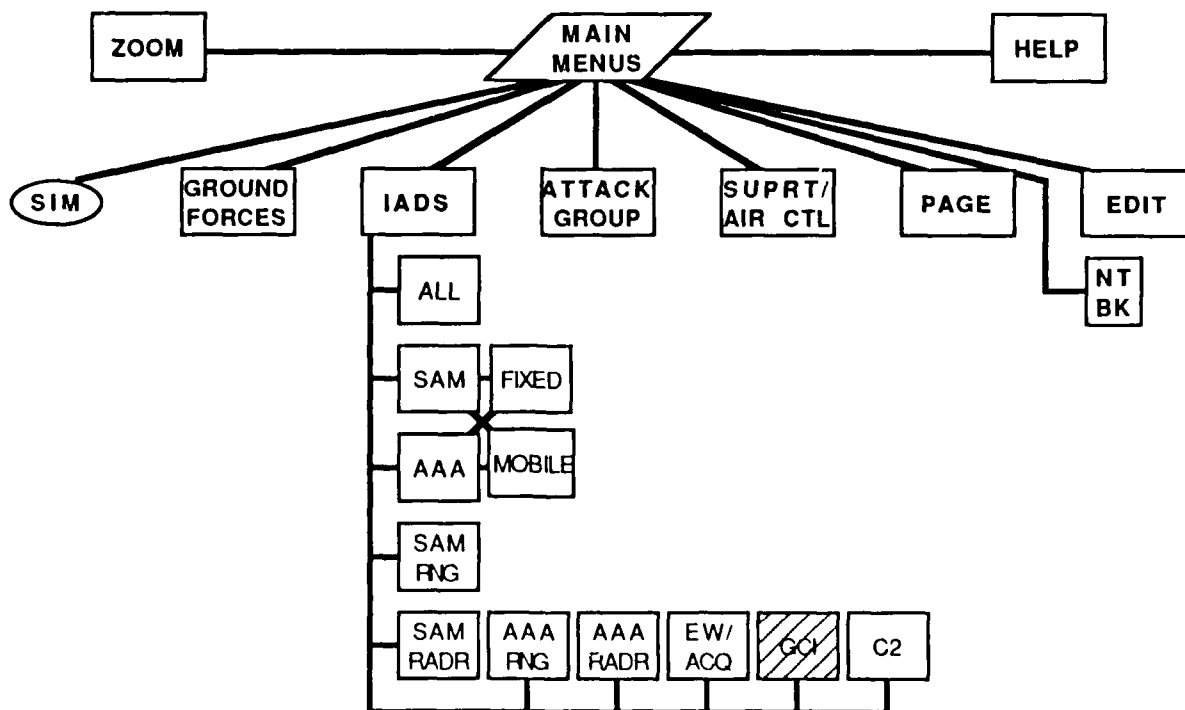 ZOOM
MAIN
MENUS
HELP
SIM
GROUND
FORCES
IADS
ATTACK
GROUP
SUPRT/
AIR CTL
PAGE
EDIT
NT
BK
ALL
SAM
FIXED
AAA
MOBILE
SAM
RNG
SAM
RADR
AAA
RNG
AAA
RADR
EW/
ACQ
GCI
C2